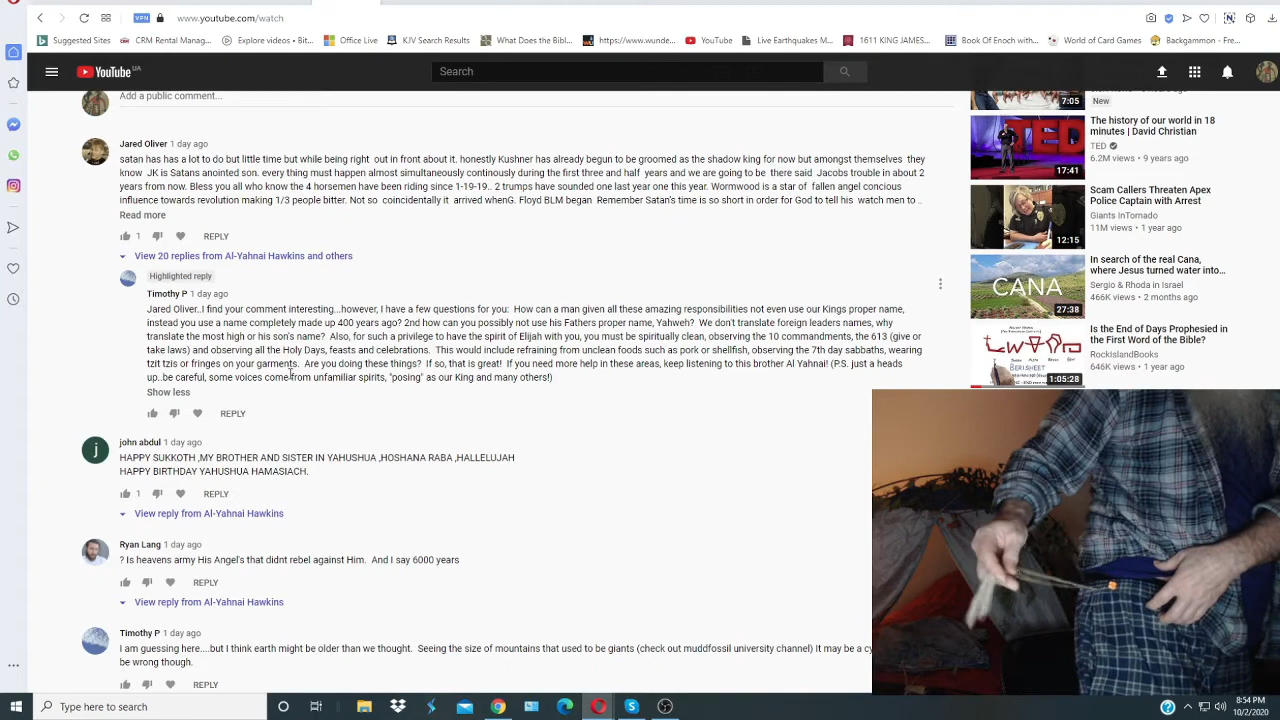 VPN
www.youtube.com/watch
Suggested Sites
CRM Rental Manag...
Explore videos • Bit...
Office Live
KJV Search Results
What Does the Bibl...
https://www.wunde...
YouTube
Live Earthquakes M...
1611 KING JAMES...
Book Of Enoch with...
World of Card Games
Backgammon - Fre...
YouTube UA
Search
Add a public comment...
Jared Oliver 1 day ago
satan has has a lot to do but little time but while being right out in front about it. honestly Kushner has already begun to be groomed as the shadow king for now but amongst themselves they
know JK is Satans anointed son. every thing must happen almost simultaneously continously during the first three and half years and we are going to be there said Jacobs trouble in about 2
years from now. Bless you all who know the 4 horsemen have been riding since 1-19-19.. 2 trumps have sounded one last year one this year. Wormwood is a star of fallen angel concious
influence towards revolution making 1/3 people bitter. Not so coincidentally it arrived whenG. Floyd BLM began Remember Satan's time is so short in order for God to tell his watch men to ..
Read more
1 REPLY
View 20 replies from Al-Yahnai Hawkins and others
Highlighted reply
Timothy P 1 day ago
Jared Oliver..I find your comment interesting...however, I have a few questions for you: How can a man given all these amazing responsibilities not even use our Kings proper name,
instead you use a name completely made up 400 years ago? 2nd how can you possibly not use his Fathers proper name, Yahweh? We don't translate foreign leaders names, why
translate the most high or his son's name? Also, for such a privilege to have the spirit of Elijah with you, you must be spiritually clean, observing the 10 commandments, the 613 (give or
take laws) and observing all the Holy Days, feasts and celebrations. This would include refraining from unclean foods such as pork or shellfish, observing the 7th day sabbaths, wearing
tzit tzis or fringes on your garments. Are you doing these things? If so, that is great! If you need more help in these areas, keep listening to this brother Al Yahnai! (P.S. just a heads
up..be careful, some voices come from unfamiliar spirits, "posing" as our King and many others!)
Show less
REPLY
john abdul 1 day ago
HAPPY SUKKOTH ,MY BROTHER AND SISTER IN YAHUSHUA ,HOSHANA RABA ,HALLELUJAH
HAPPY BIRTHDAY YAHUSHUA HAMASIACH.
1 REPLY
View reply from Al-Yahnai Hawkins
Ryan Lang 1 day ago
? Is heavens army His Angel's that didnt rebel against Him. And I say 6000 years
REPLY
View reply from Al-Yahnai Hawkins
Timothy P 1 day ago
I am guessing here....but I think earth might be older than we thought. Seeing the size of mountains that used to be giants (check out muddfossil university channel) It may be a cy
be wrong though.
REPLY
7:05
New
TED
17:41
The history of our world in 18
minutes | David Christian
TED
6.2M views • 9 years ago
12:15
Scam Callers Threaten Apex
Police Captain with Arrest
Giants InTornado
11M views • 1 year ago
CANA
27:38
In search of the real Cana,
where Jesus turned water into...
Sergio & Rhoda in Israel
466K views • 2 months ago
BERISHEET
1:05:28
Is the End of Days Prophesied in
the First Word of the Bible?
RockIslandBooks
646K views • 1 year ago
Type here to search
8:54 PM
10/2/2020